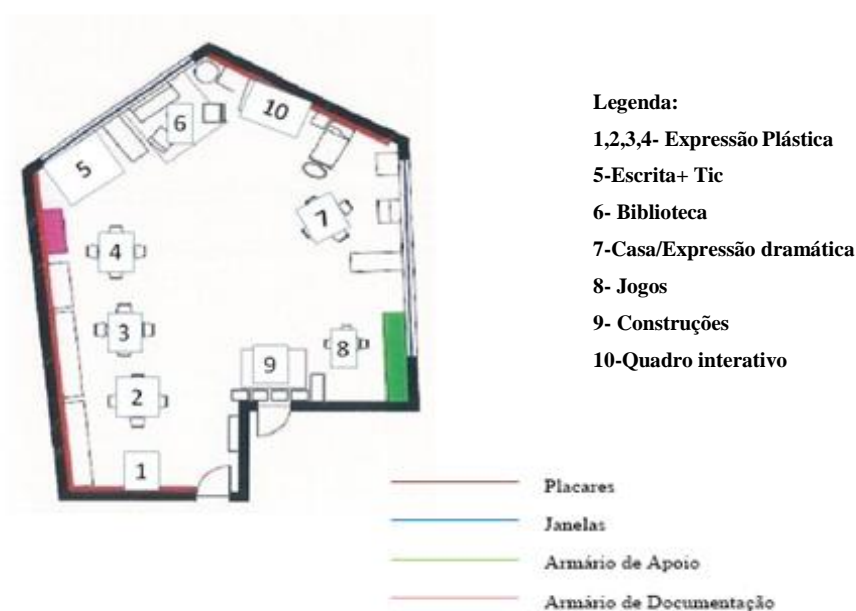 Legenda:
1,2,3,4- Expressão Plástica
5-Escrita+ Tic
6- Biblioteca
7-Casa/Expressão dramática
8- Jogos
9- Construções
10-Quadro interativo
10
6
5
7
4
3
8
9
2
1
Placares
Janelas
Armário de Apoio
Armário de Documentação